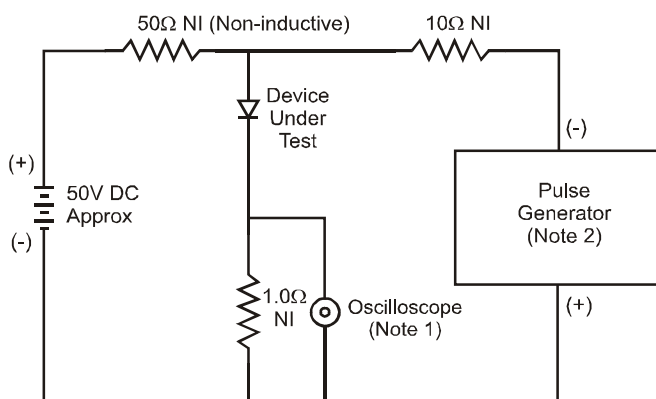 50Ω NI (Non-inductive)
10Ω NI
Device
Under
Test
(-)
(+)
50V DC
Approx
(-)
Pulse
Generator
(Note 2)
1.0Ω
NI
Oscilloscope
(Note 1)
(+)